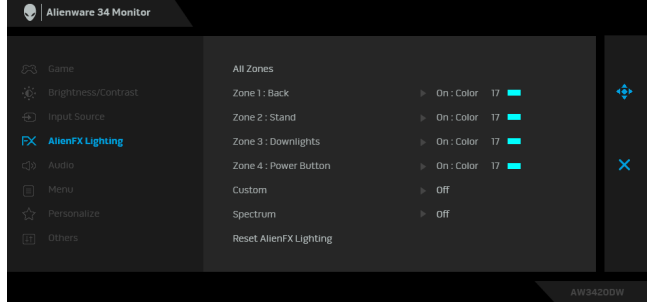 Alienware 34 Monitor
Game
Brightness/Contrast
Input Source
FX AlienFX Lighting
Audio
Menu
Personalize
Others
All Zones
Zone 1 : Back On : Color 17
Zone 2 : Stand On : Color 17
Zone 3 : Downlights On : Color 17
Zone 4 : Power Button On : Color 17
Custom Off
Spectrum Off
Reset AlienFX Lighting
AW3420DW